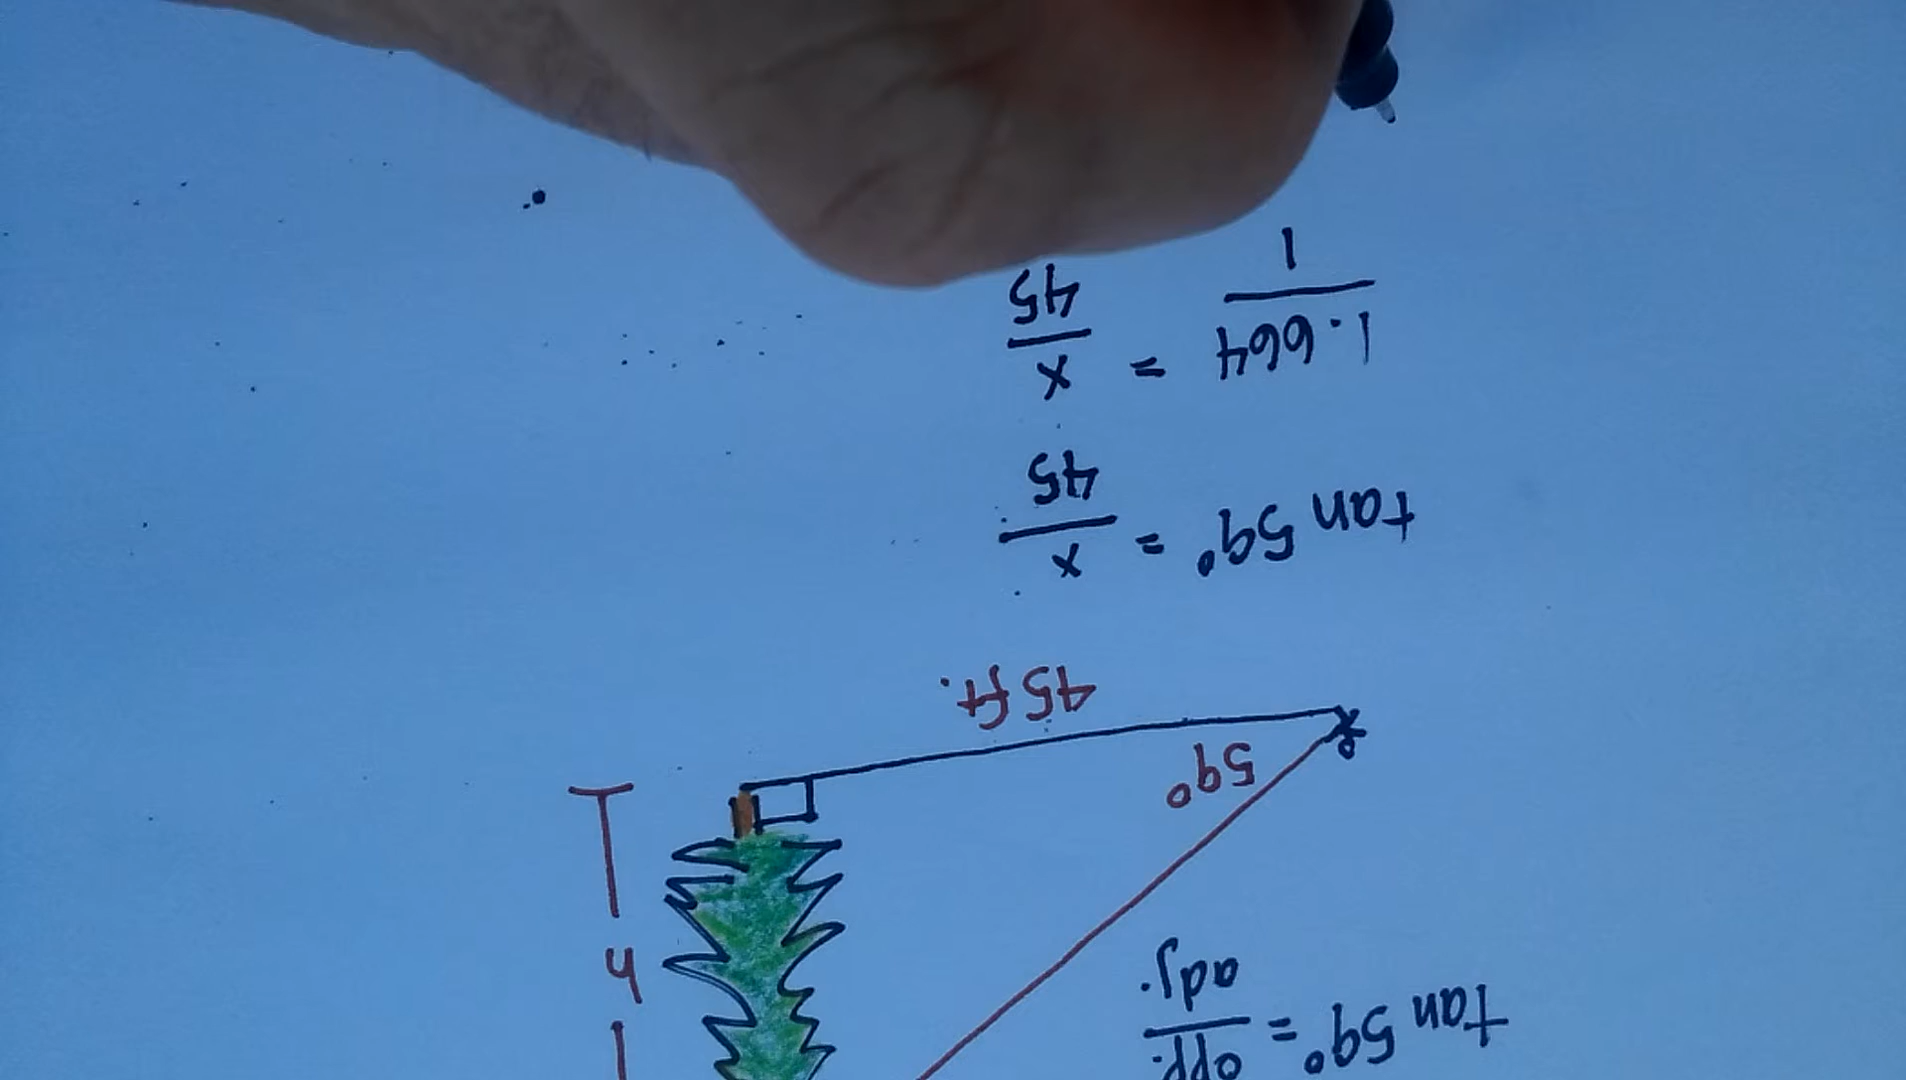 tan 59° = opp./adj.
h
59°
45 ft.
tan 59° = x/45
1.664/1 = x/45